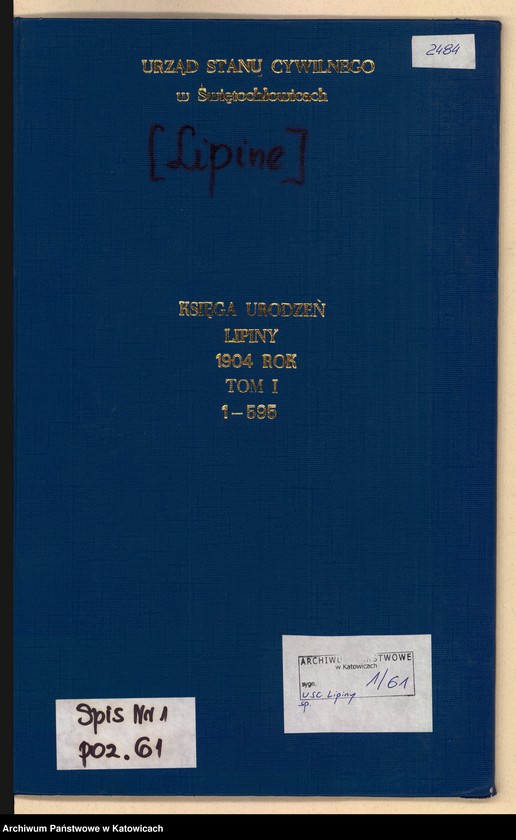 2484
URZĄD STANU CYWILNEGO
w Świętochłowicach
[Lipine]
KSIĘGA URODZEŃ
LIPINY
1904 ROK
TOM I
1-595
ARCHIWUM PAŃSTWOWE
w Katowicach
sygn. 1/61
USC Lipiny
sp.
Spis Nr 1
poz. 61
Archiwum Państwowe w Katowicach